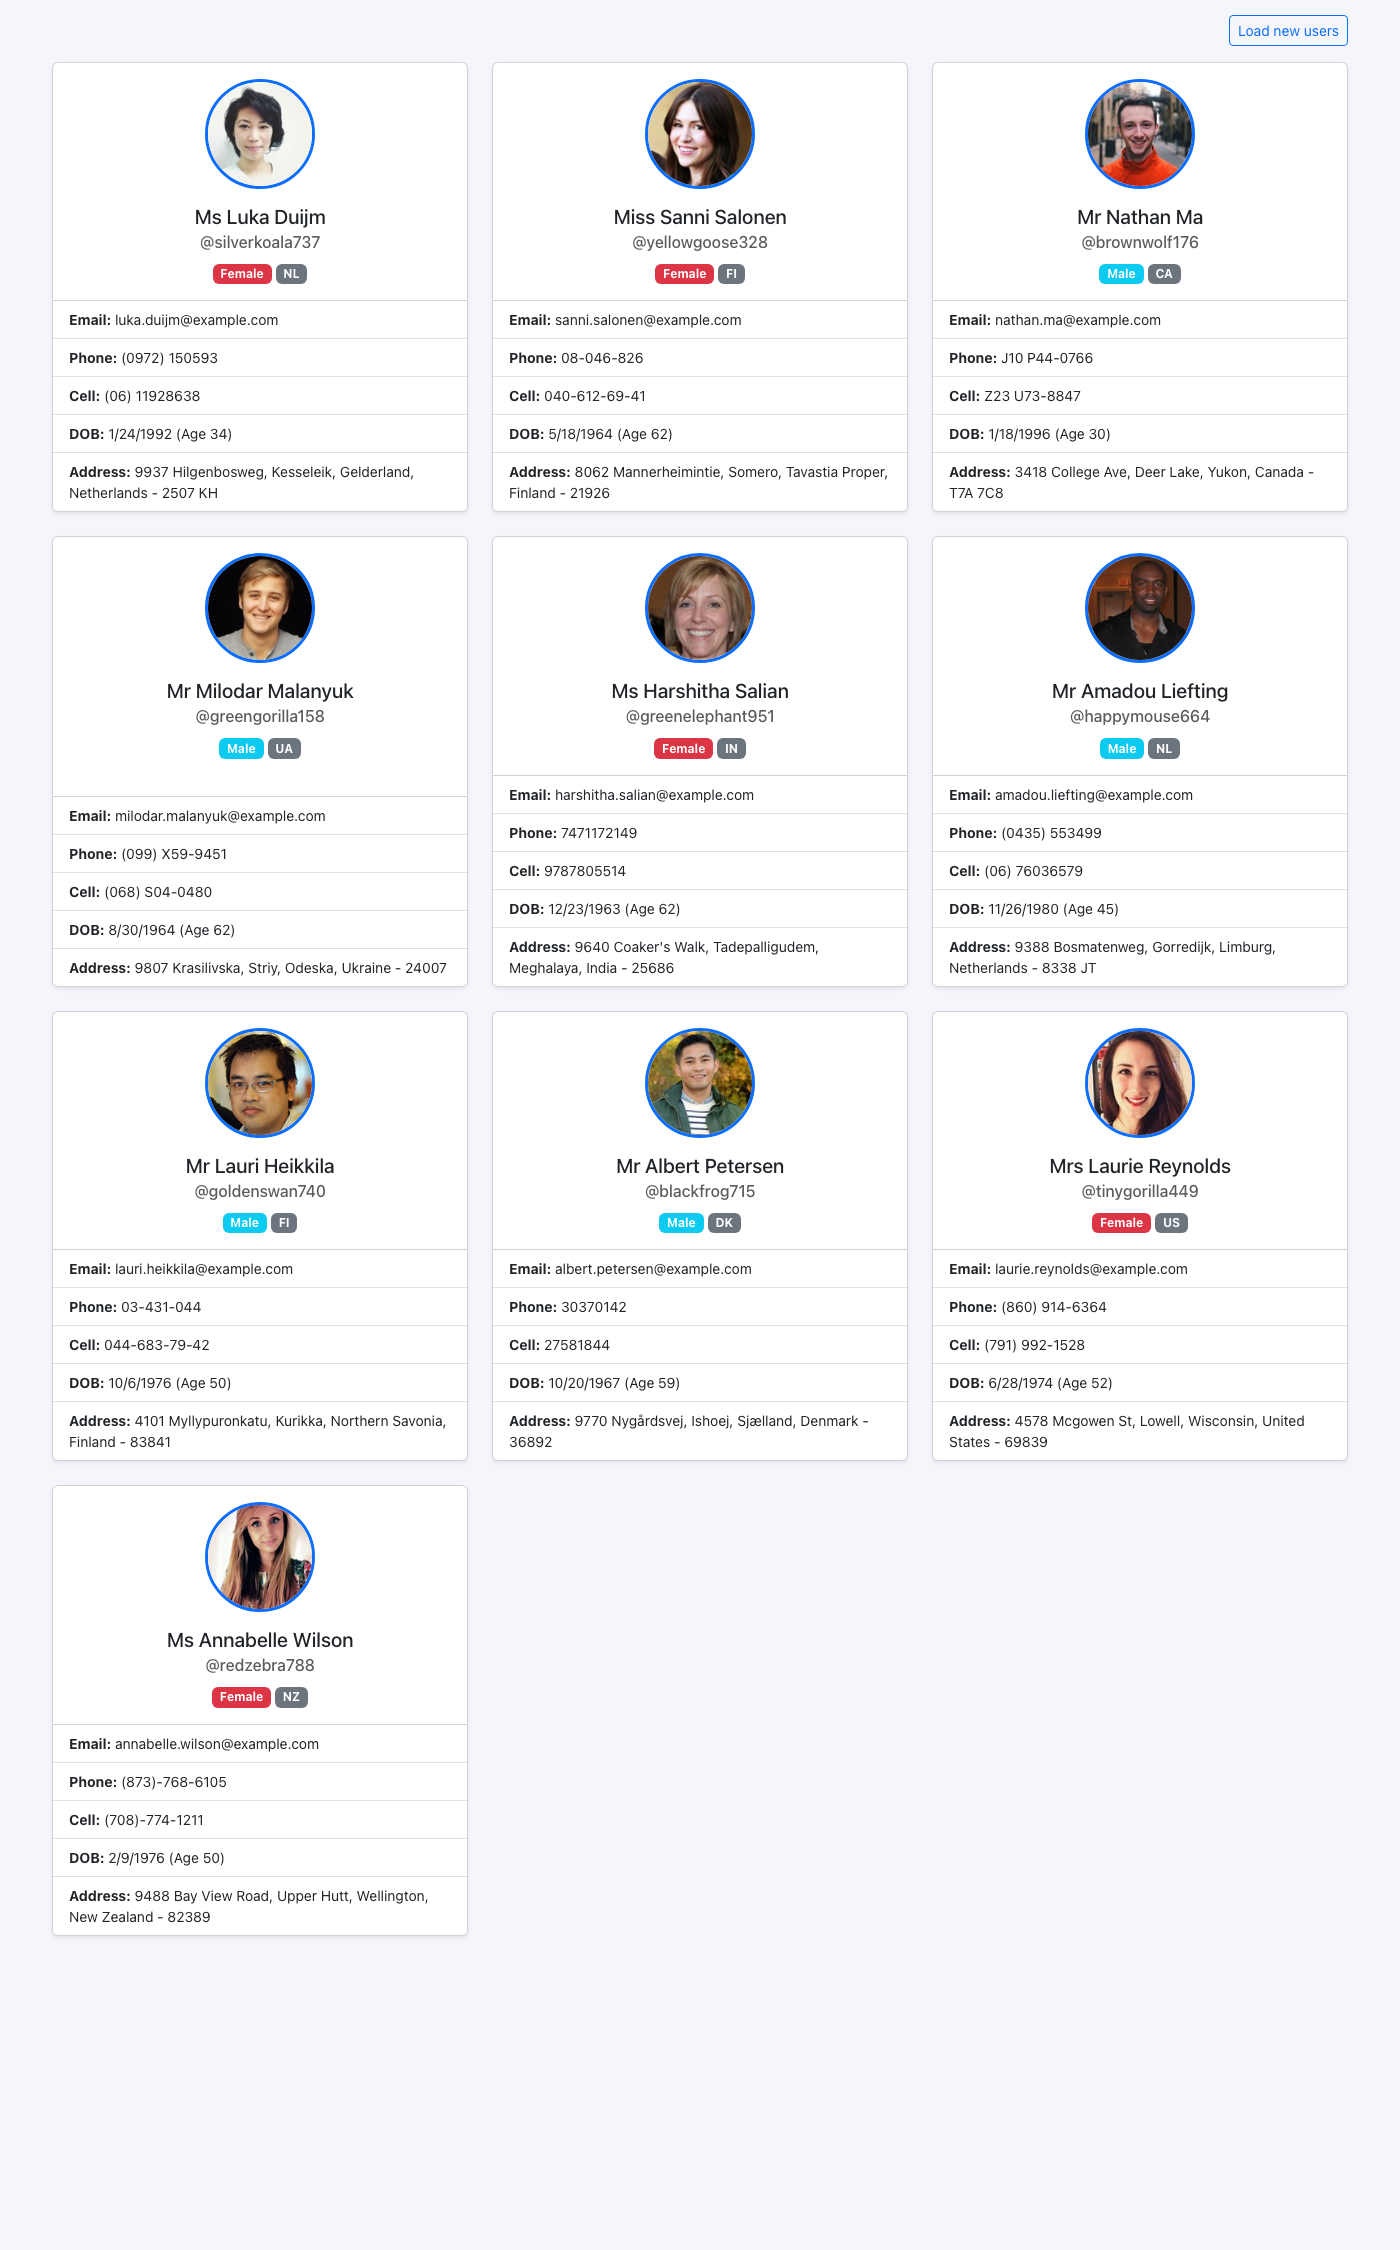 Load new users
Ms Luka Duijm
@silverkoala737
Female NL
Email: luka.duijm@example.com
Phone: (0972) 150593
Cell: (06) 11928638
DOB: 1/24/1992 (Age 34)
Address: 9937 Hilgenbosweg, Kesseleik, Gelderland,
Netherlands - 2507 KH
Miss Sanni Salonen
@yellowgoose328
Female FI
Email: sanni.salonen@example.com
Phone: 08-046-826
Cell: 040-612-69-41
DOB: 5/18/1964 (Age 62)
Address: 8062 Mannerheimintie, Somero, Tavastia Proper,
Finland - 21926
Mr Nathan Ma
@brownwolf176
Male CA
Email: nathan.ma@example.com
Phone: J10 P44-0766
Cell: Z23 U73-8847
DOB: 1/18/1996 (Age 30)
Address: 3418 College Ave, Deer Lake, Yukon, Canada -
T7A 7C8
Mr Milodar Malanyuk
@greengorilla158
Male UA
Email: milodar.malanyuk@example.com
Phone: (099) X59-9451
Cell: (068) S04-0480
DOB: 8/30/1964 (Age 62)
Address: 9807 Krasilivska, Striy, Odeska, Ukraine - 24007
Ms Harshitha Salian
@greenelephant951
Female IN
Email: harshitha.salian@example.com
Phone: 7471172149
Cell: 9787805514
DOB: 12/23/1963 (Age 62)
Address: 9640 Coaker's Walk, Tadepalligudem,
Meghalaya, India - 25686
Mr Amadou Liefting
@happymouse664
Male NL
Email: amadou.liefting@example.com
Phone: (0435) 553499
Cell: (06) 76036579
DOB: 11/26/1980 (Age 45)
Address: 9388 Bosmatenweg, Gorredijk, Limburg,
Netherlands - 8338 JT
Mr Lauri Heikkila
@goldenswan740
Male FI
Email: lauri.heikkila@example.com
Phone: 03-431-044
Cell: 044-683-79-42
DOB: 10/6/1976 (Age 50)
Address: 4101 Myllypuronkatu, Kurikka, Northern Savonia,
Finland - 83841
Mr Albert Petersen
@blackfrog715
Male DK
Email: albert.petersen@example.com
Phone: 30370142
Cell: 27581844
DOB: 10/20/1967 (Age 59)
Address: 9770 Nygårdsvej, Ishoej, Sjælland, Denmark -
36892
Mrs Laurie Reynolds
@tinygorilla449
Female US
Email: laurie.reynolds@example.com
Phone: (860) 914-6364
Cell: (791) 992-1528
DOB: 6/28/1974 (Age 52)
Address: 4578 Mcgowen St, Lowell, Wisconsin, United
States - 69839
Ms Annabelle Wilson
@redzebra788
Female NZ
Email: annabelle.wilson@example.com
Phone: (873)-768-6105
Cell: (708)-774-1211
DOB: 2/9/1976 (Age 50)
Address: 9488 Bay View Road, Upper Hutt, Wellington,
New Zealand - 82389